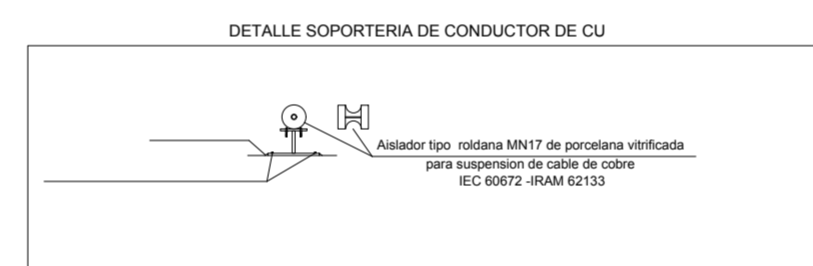 DETALLE SOPORTERIA DE CONDUCTOR DE CU
Aislador tipo roldana MN17 de porcelana vitrificada
para suspension de cable de cobre
IEC 60672 -IRAM 62133